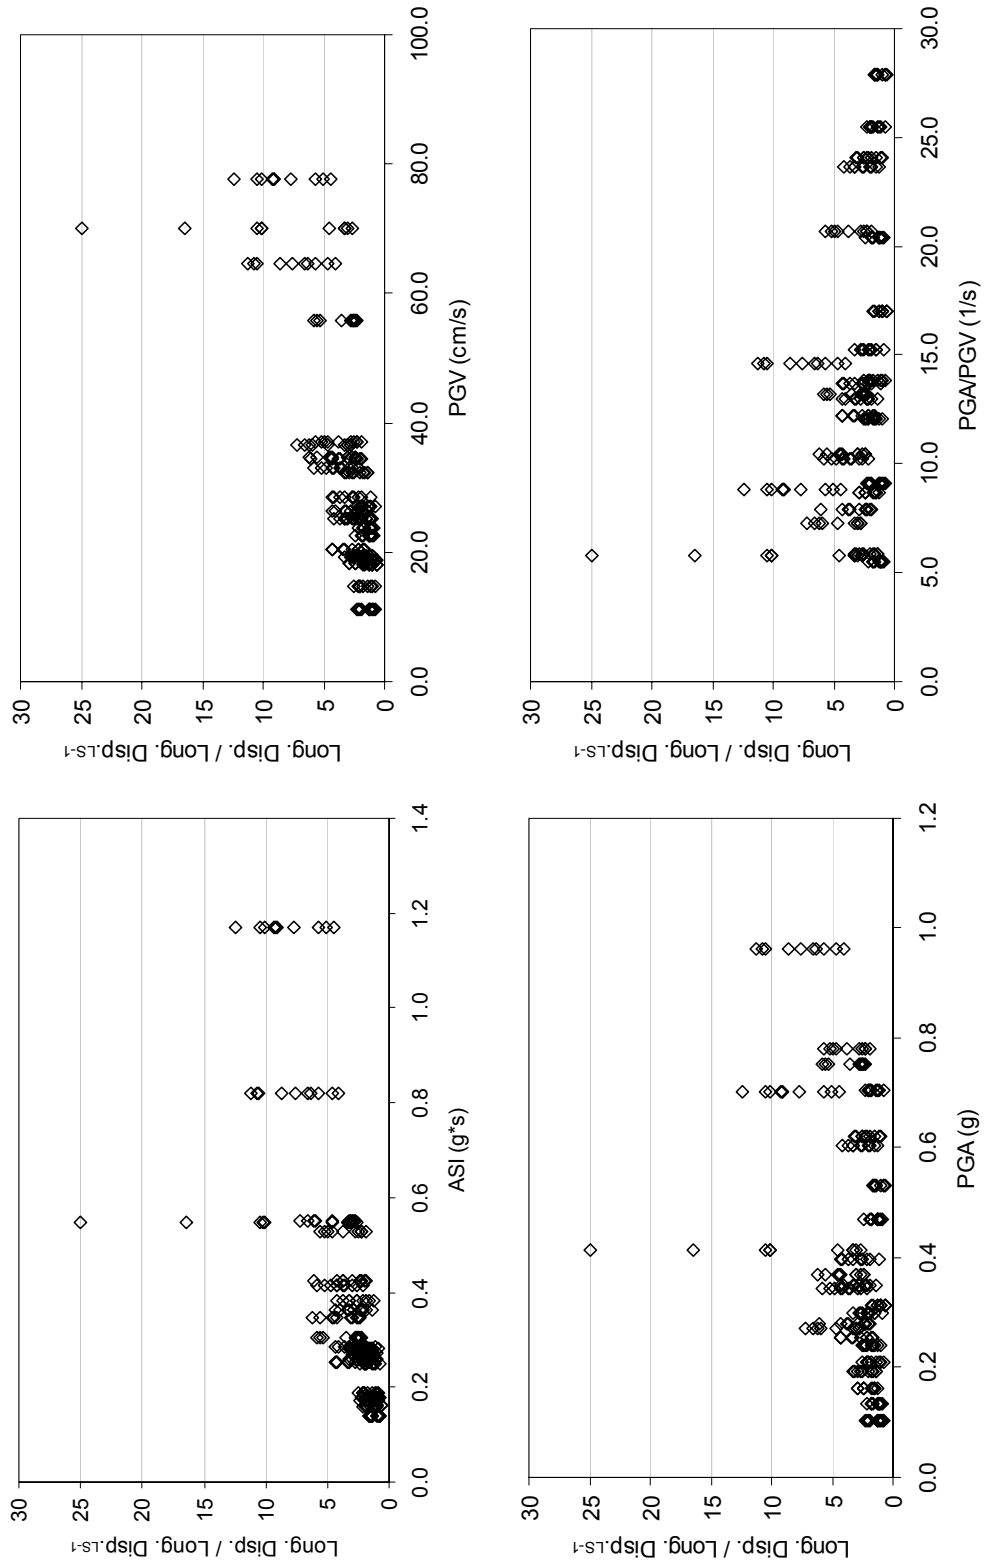 Long. Disp. / Long. Disp.LS-1
30
25
20
15
10
5
0
0.0 0.2 0.4 0.6 0.8 1.0 1.2 1.4
ASI (g*s)
Long. Disp. / Long. Disp.LS-1
30
25
20
15
10
5
0
0.0 20.0 40.0 60.0 80.0 100.0
PGV (cm/s)
Long. Disp. / Long. Disp.LS-1
30
25
20
15
10
5
0
0.0 0.2 0.4 0.6 0.8 1.0 1.2
PGA (g)
Long. Disp. / Long. Disp.LS-1
30
25
20
15
10
5
0
0.0 5.0 10.0 15.0 20.0 25.0 30.0
PGA/PGV (1/s)